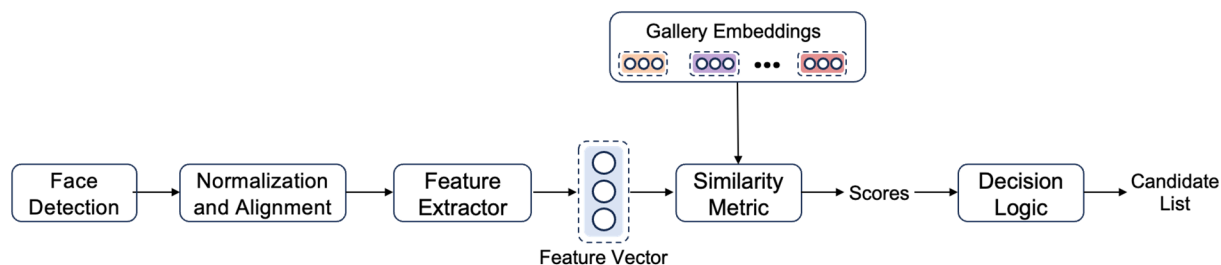 Gallery Embeddings
Face
Detection
Normalization
and Alignment
Feature
Extractor
Feature Vector
Similarity
Metric
Scores
Decision
Logic
Candidate
List